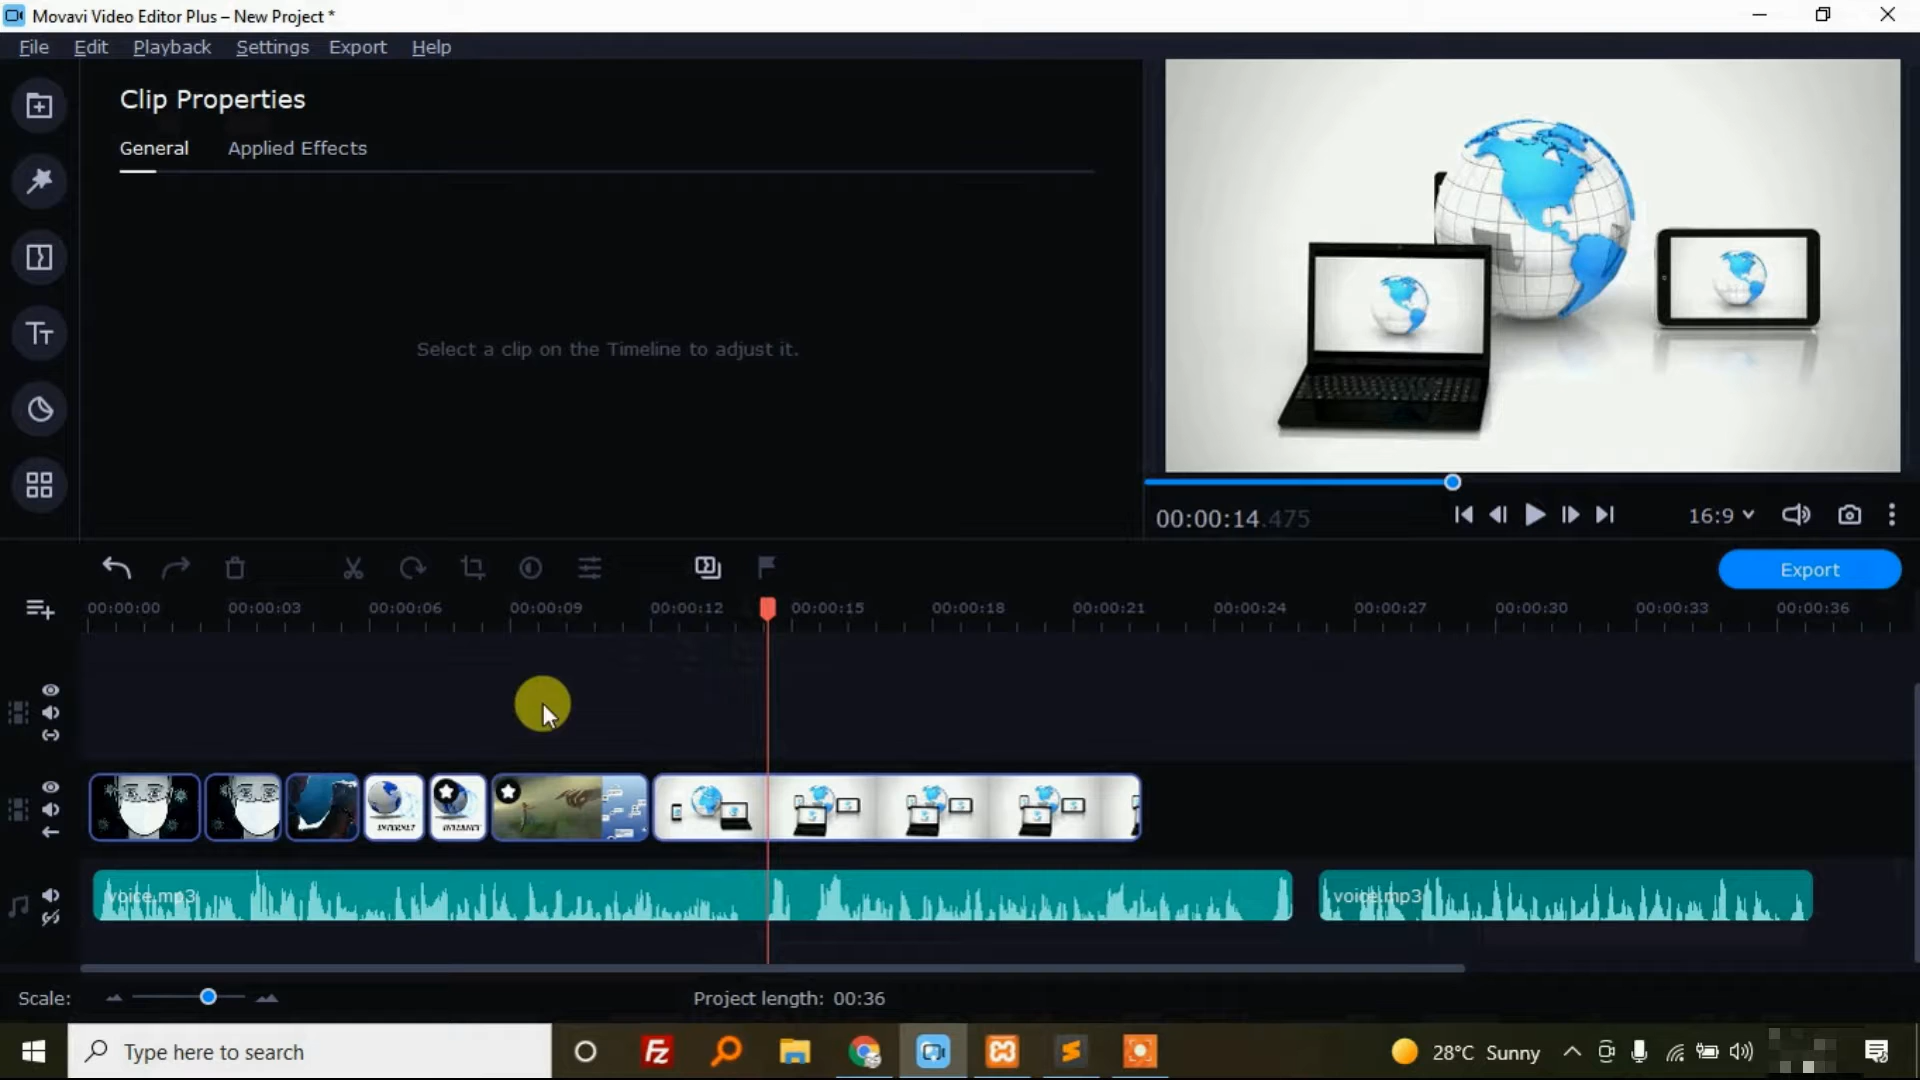 Movavi Video Editor Plus – New Project *
File Edit Playback Settings Export Help
Clip Properties
General Applied Effects
Select a clip on the Timeline to adjust it.
00:00:14.475
16:9
Export
00:00:00 00:00:03 00:00:06 00:00:09 00:00:12 00:00:15 00:00:18 00:00:21 00:00:24 00:00:27 00:00:30 00:00:33 00:00:36
INTERNET INTERNET
voice.mp3 voice.mp3
Scale: Project length: 00:36
Type here to search
Fz
28°C Sunny